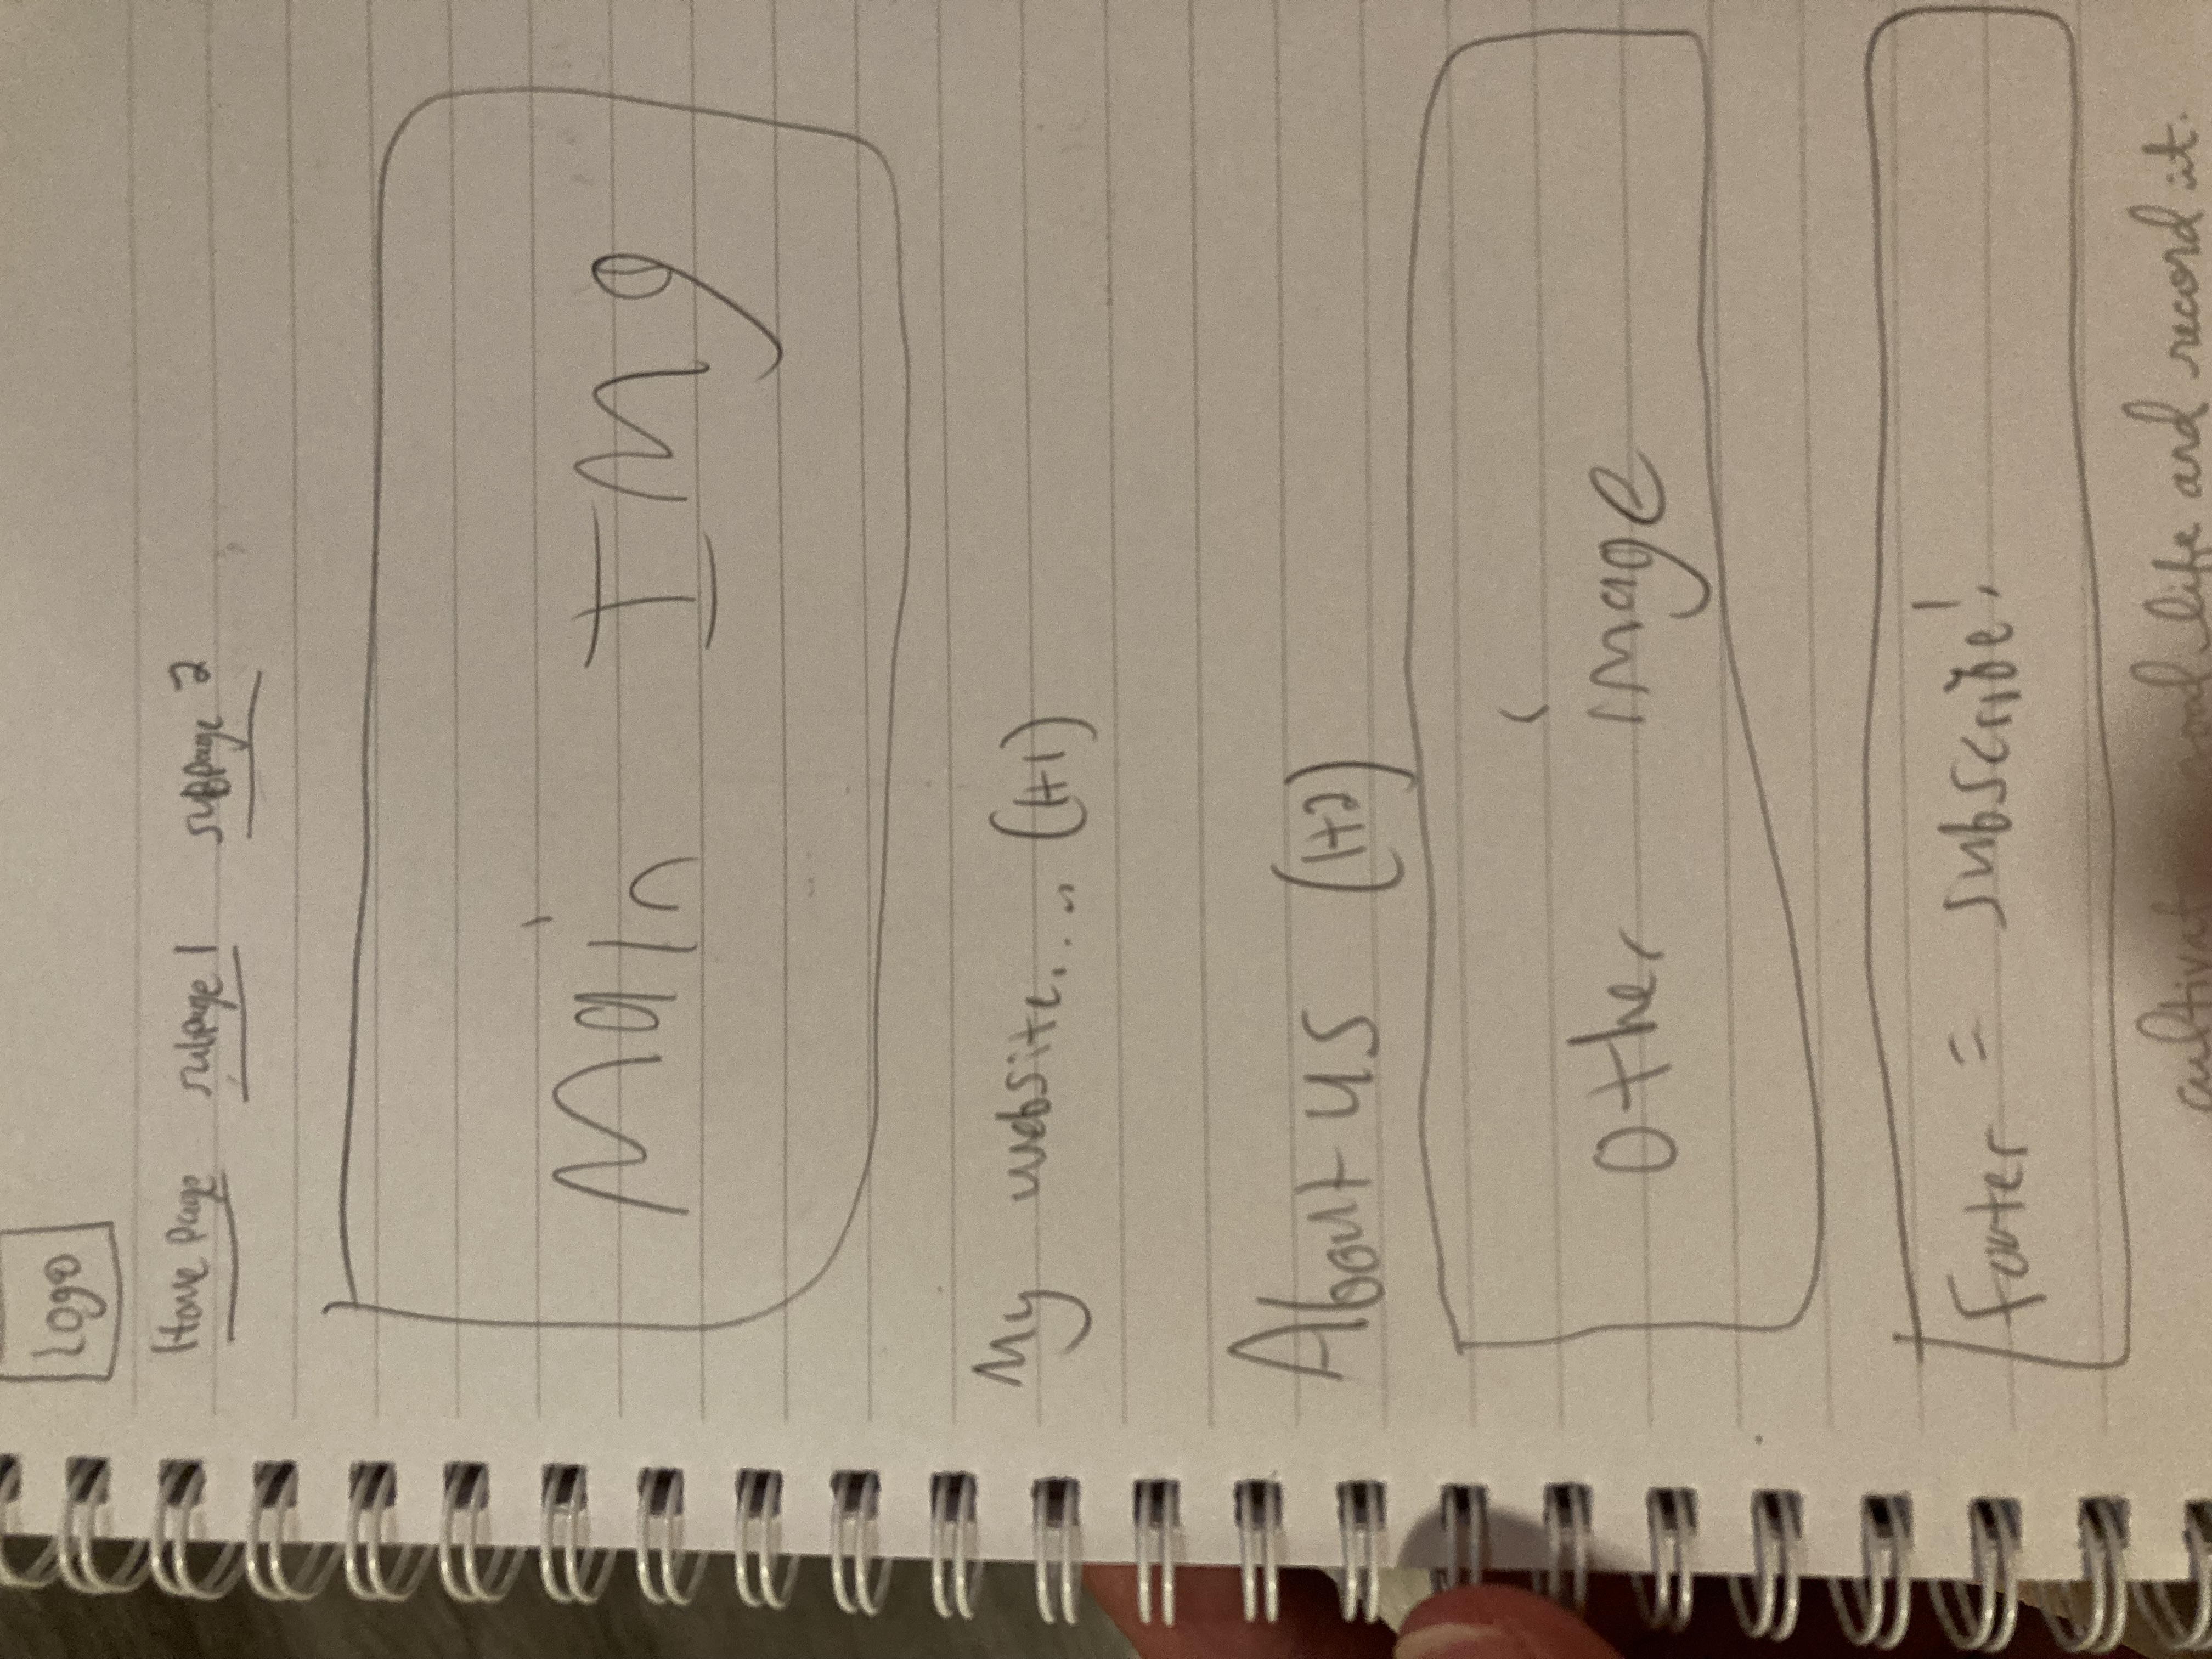 Logo
Home Page subpage 1 subpage 2
Main IMg
My website.... (H1)
About us (H2)
other image
Footer = subscribe!
cultivat good life and record it.